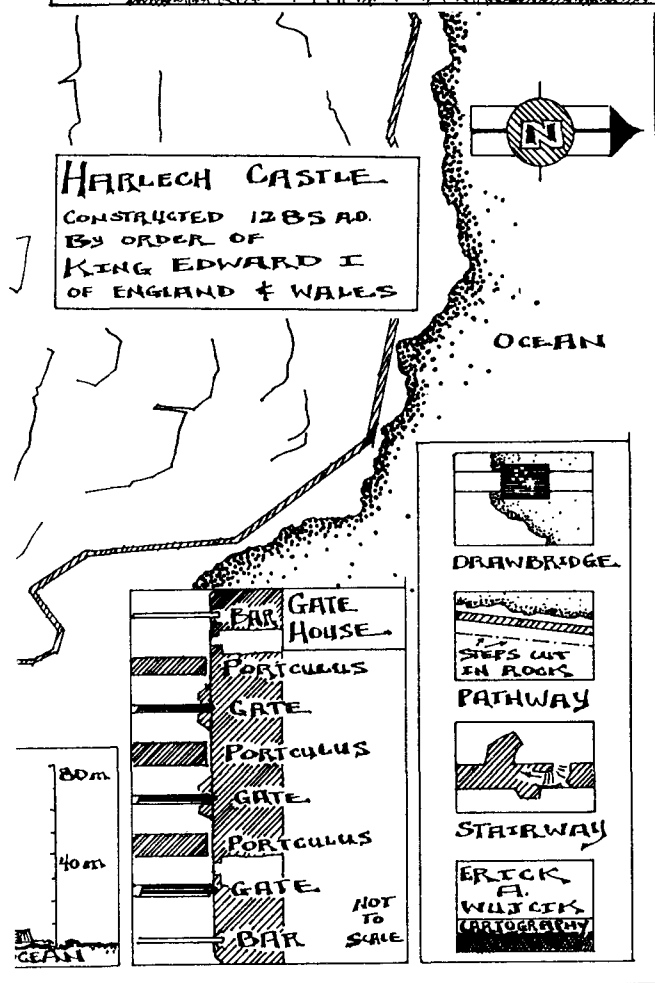 N
HARLECH CASTLE
CONSTRUCTED 1285 AD.
BY ORDER OF
KING EDWARD I
OF ENGLAND & WALES
OCEAN
DRAWBRIDGE
STEPS CUT
IN ROCK
PATHWAY
STAIRWAY
ERICK
A.
WUJCIK
CARTOGRAPHY
BAR
GATE
HOUSE
PORTCULUS
GATE
PORTCULUS
GATE
PORTCULUS
GATE
BAR
NOT
TO
SCALE
80m
40m
CEAN